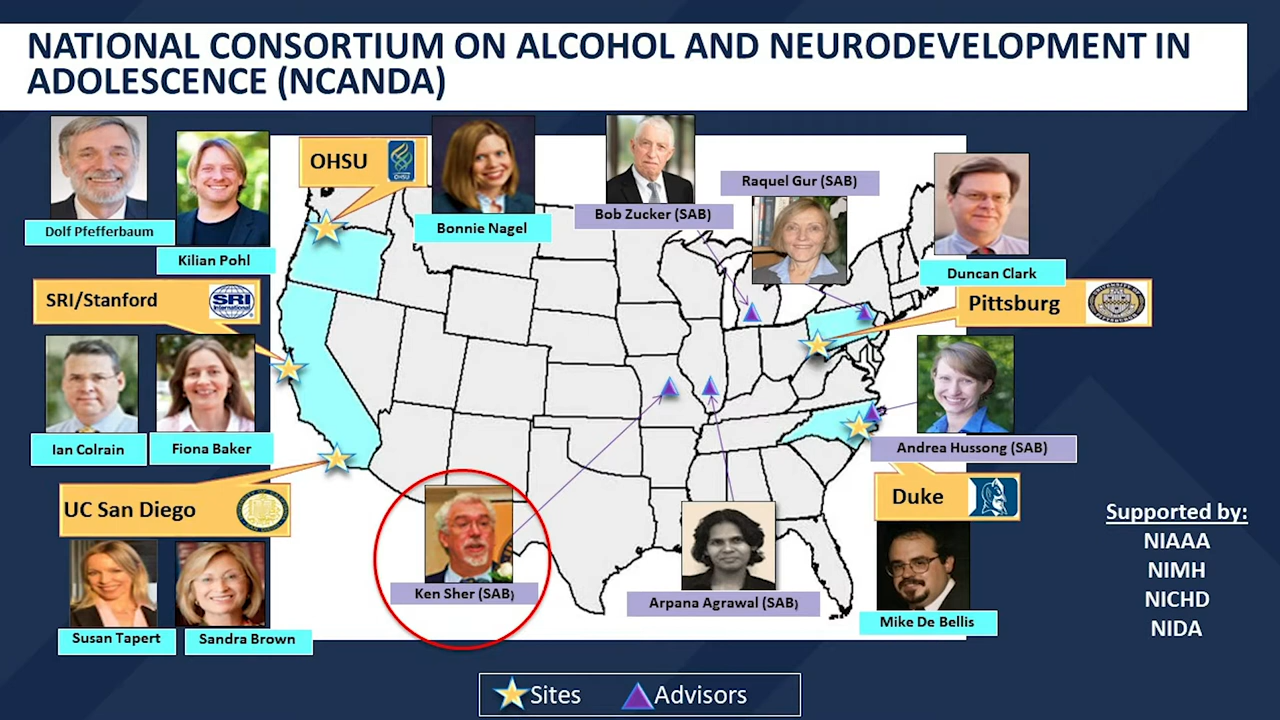 NATIONAL CONSORTIUM ON ALCOHOL AND NEURODEVELOPMENT IN
ADOLESCENCE (NCANDA)
OHSU
OHSU
Raquel Gur (SAB)
Bob Zucker (SAB)
Bonnie Nagel
Dolf Pfefferbaum
Kilian Pohl
Duncan Clark
SRI/Stanford
SRI
International
Pittsburg
Ian Colrain
Fiona Baker
Andrea Hussong (SAB)
UC San Diego
Duke
Supported by:
NIAAA
NIMH
NICHD
NIDA
Ken Sher (SAB)
Arpana Agrawal (SAB)
Mike De Bellis
Susan Tapert
Sandra Brown
Sites
Advisors